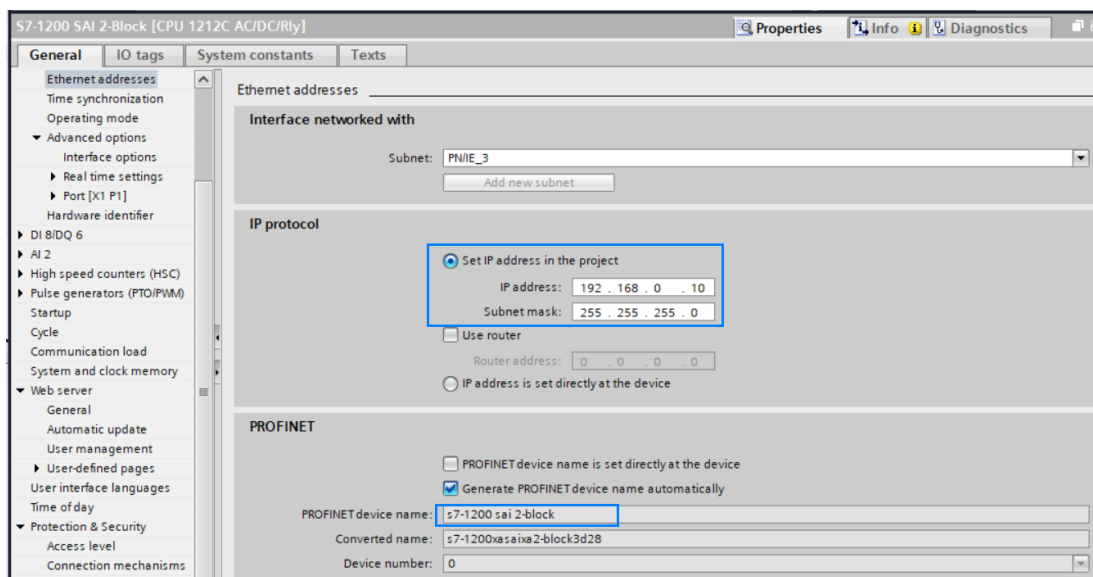 S7-1200 SAI 2-Block [CPU 1212C AC/DC/Rly]
Properties
Info
Diagnostics
General
IO tags
System constants
Texts
Ethernet addresses
Time synchronization
Operating mode
Advanced options
Interface options
Real time settings
Port [X1 P1]
Hardware identifier
DI 8/DQ 6
AI 2
High speed counters (HSC)
Pulse generators (PTO/PWM)
Startup
Cycle
Communication load
System and clock memory
Web server
General
Automatic update
User management
User-defined pages
User interface languages
Time of day
Protection & Security
Access level
Connection mechanisms
Ethernet addresses
Interface networked with
Subnet: PN/IE_3
Add new subnet
IP protocol
Set IP address in the project
IP address: 192 . 168 . 0 . 10
Subnet mask: 255 . 255 . 255 . 0
Use router
Router address: 0 . 0 . 0 . 0
IP address is set directly at the device
PROFINET
PROFINET device name is set directly at the device
Generate PROFINET device name automatically
PROFINET device name: s7-1200 sai 2-block
Converted name: s7-1200xasaixa2-block3d28
Device number: 0